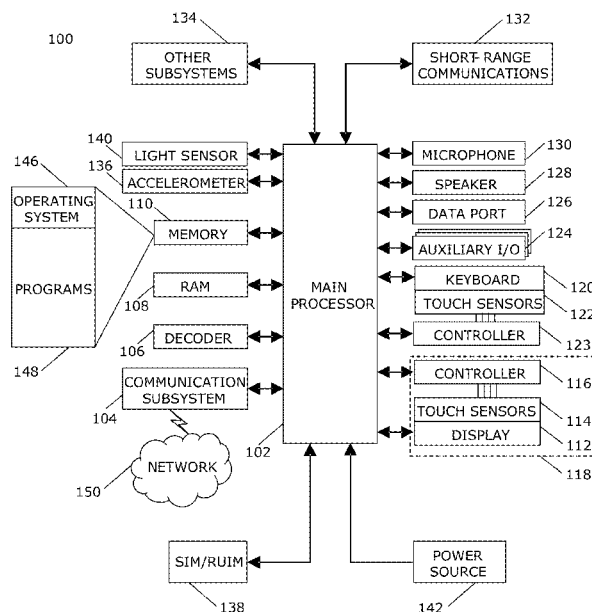 134
132
100
OTHER
SUBSYSTEMS
SHORT-RANGE
COMMUNICATIONS
140
LIGHT SENSOR
136
ACCELEROMETER
146
OPERATING
SYSTEM
PROGRAMS
148
110
MEMORY
RAM
108
DECODER
106
COMMUNICATION
SUBSYSTEM
104
NETWORK
150
MAIN
PROCESSOR
102
MICROPHONE
130
SPEAKER
128
DATA PORT
126
AUXILIARY I/O
124
KEYBOARD
120
TOUCH SENSORS
122
CONTROLLER
123
CONTROLLER
116
TOUCH SENSORS
114
DISPLAY
112
118
SIM/RUIM
138
POWER
SOURCE
142